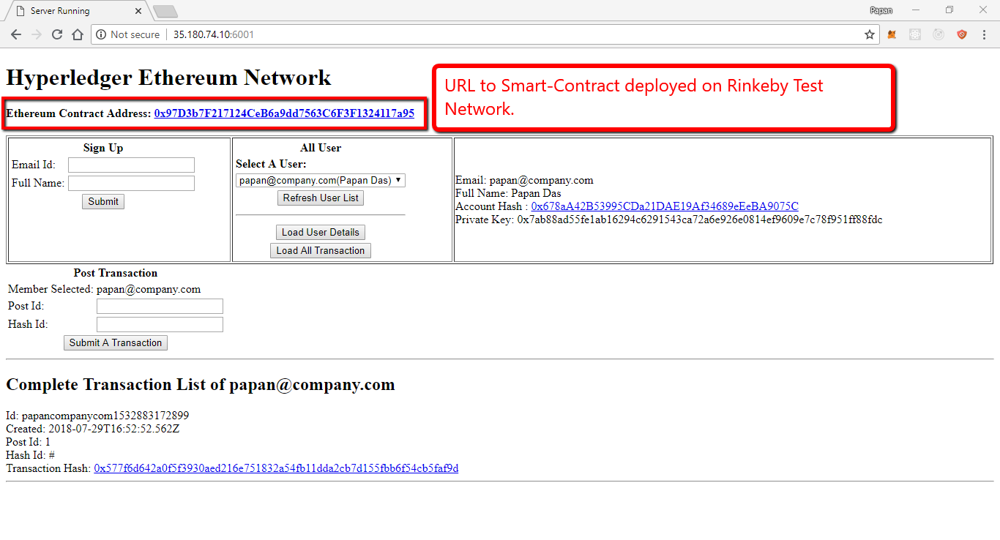 Server Running
Papan
Not secure
35.180.74.10:6001
Hyperledger Ethereum Network
URL to Smart-Contract deployed on Rinkeby Test
Network.
Ethereum Contract Address: 0x97D3b7F217124CeB6a9dd7563C6F3F1324117a95
Sign Up
Email Id:
Full Name:
Submit
All User
Select A User:
papan@company.com(Papan Das)
Refresh User List
Load User Details
Load All Transaction
Email: papan@company.com
Full Name: Papan Das
Account Hash : 0x678aA42B53995CDa21DAE19Af34689eEeBA9075C
Private Key: 0x7ab88ad55fe1ab16294c6291543ca72a6e926e0814ef9609e7c78f951ff88fdc
Post Transaction
Member Selected: papan@company.com
Post Id:
Hash Id:
Submit A Transaction
Complete Transaction List of papan@company.com
Id: papancompanycom1532883172899
Created: 2018-07-29T16:52:52.562Z
Post Id: 1
Hash Id: #
Transaction Hash: 0x577f6d642a0f5f3930aed216e751832a54fb11dda2cb7d155fbb6f54cb5faf9d